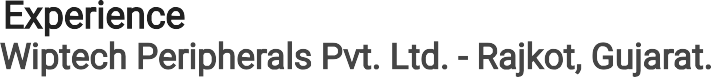 Experience
Wiptech Peripherals Pvt. Ltd. - Rajkot, Gujarat.